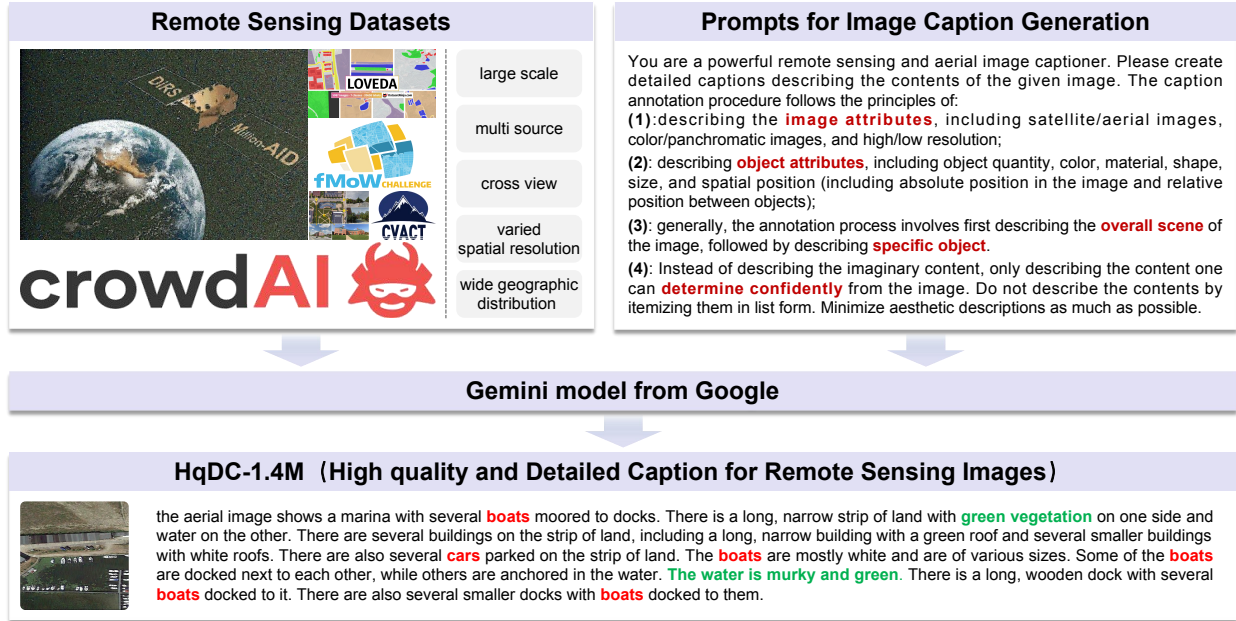 Remote Sensing Datasets
DIRS
Million-AID
LOVEDA
fMoW
CHALLENGE
CVACT
crowdAI
large scale
multi source
cross view
varied
spatial resolution
wide geographic
distribution
Prompts for Image Caption Generation
You are a powerful remote sensing and aerial image captioner. Please create
detailed captions describing the contents of the given image. The caption
annotation procedure follows the principles of:
(1):describing the image attributes, including satellite/aerial images,
color/panchromatic images, and high/low resolution;
(2): describing object attributes, including object quantity, color, material, shape,
size, and spatial position (including absolute position in the image and relative
position between objects);
(3): generally, the annotation process involves first describing the overall scene of
the image, followed by describing specific object.
(4): Instead of describing the imaginary content, only describing the content one
can determine confidently from the image. Do not describe the contents by
itemizing them in list form. Minimize aesthetic descriptions as much as possible.
Gemini model from Google
HqDC-1.4M（High quality and Detailed Caption for Remote Sensing Images）
the aerial image shows a marina with several boats moored to docks. There is a long, narrow strip of land with green vegetation on one side and
water on the other. There are several buildings on the strip of land, including a long, narrow building with a green roof and several smaller buildings
with white roofs. There are also several cars parked on the strip of land. The boats are mostly white and are of various sizes. Some of the boats
are docked next to each other, while others are anchored in the water. The water is murky and green. There is a long, wooden dock with several
boats docked to it. There are also several smaller docks with boats docked to them.